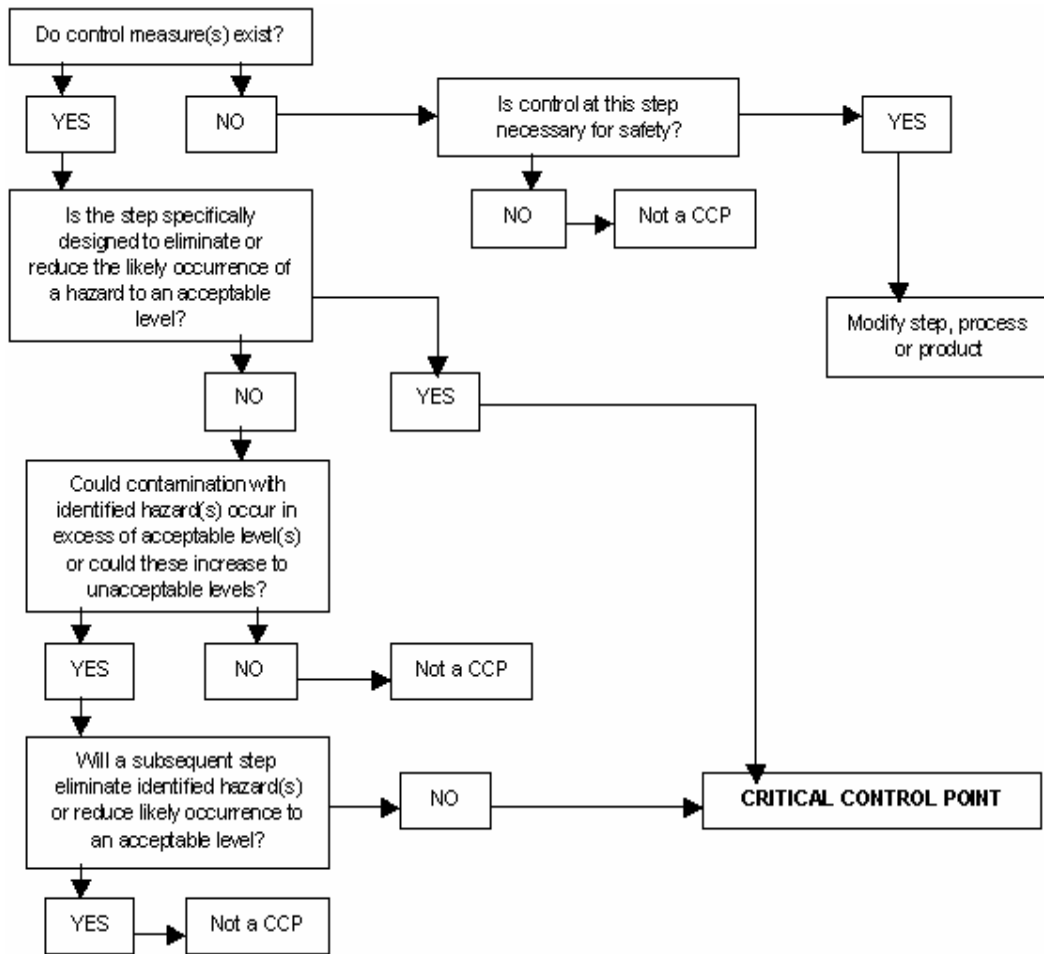 Do control measure(s) exist?
YES
NO
Is control at this step
necessary for safety?
YES
Is the step specifically
designed to eliminate or
reduce the likely occurrence of
a hazard to an acceptable
level?
NO
Not a CCP
Modify step, process
or product
NO
YES
Could contamination with
identified hazard(s) occur in
excess of acceptable level(s)
or could these increase to
unacceptable levels?
YES
NO
Not a CCP
Will a subsequent step
eliminate identified hazard(s)
or reduce likely occurrence to
an acceptable level?
NO
CRITICAL CONTROL POINT
YES
Not a CCP